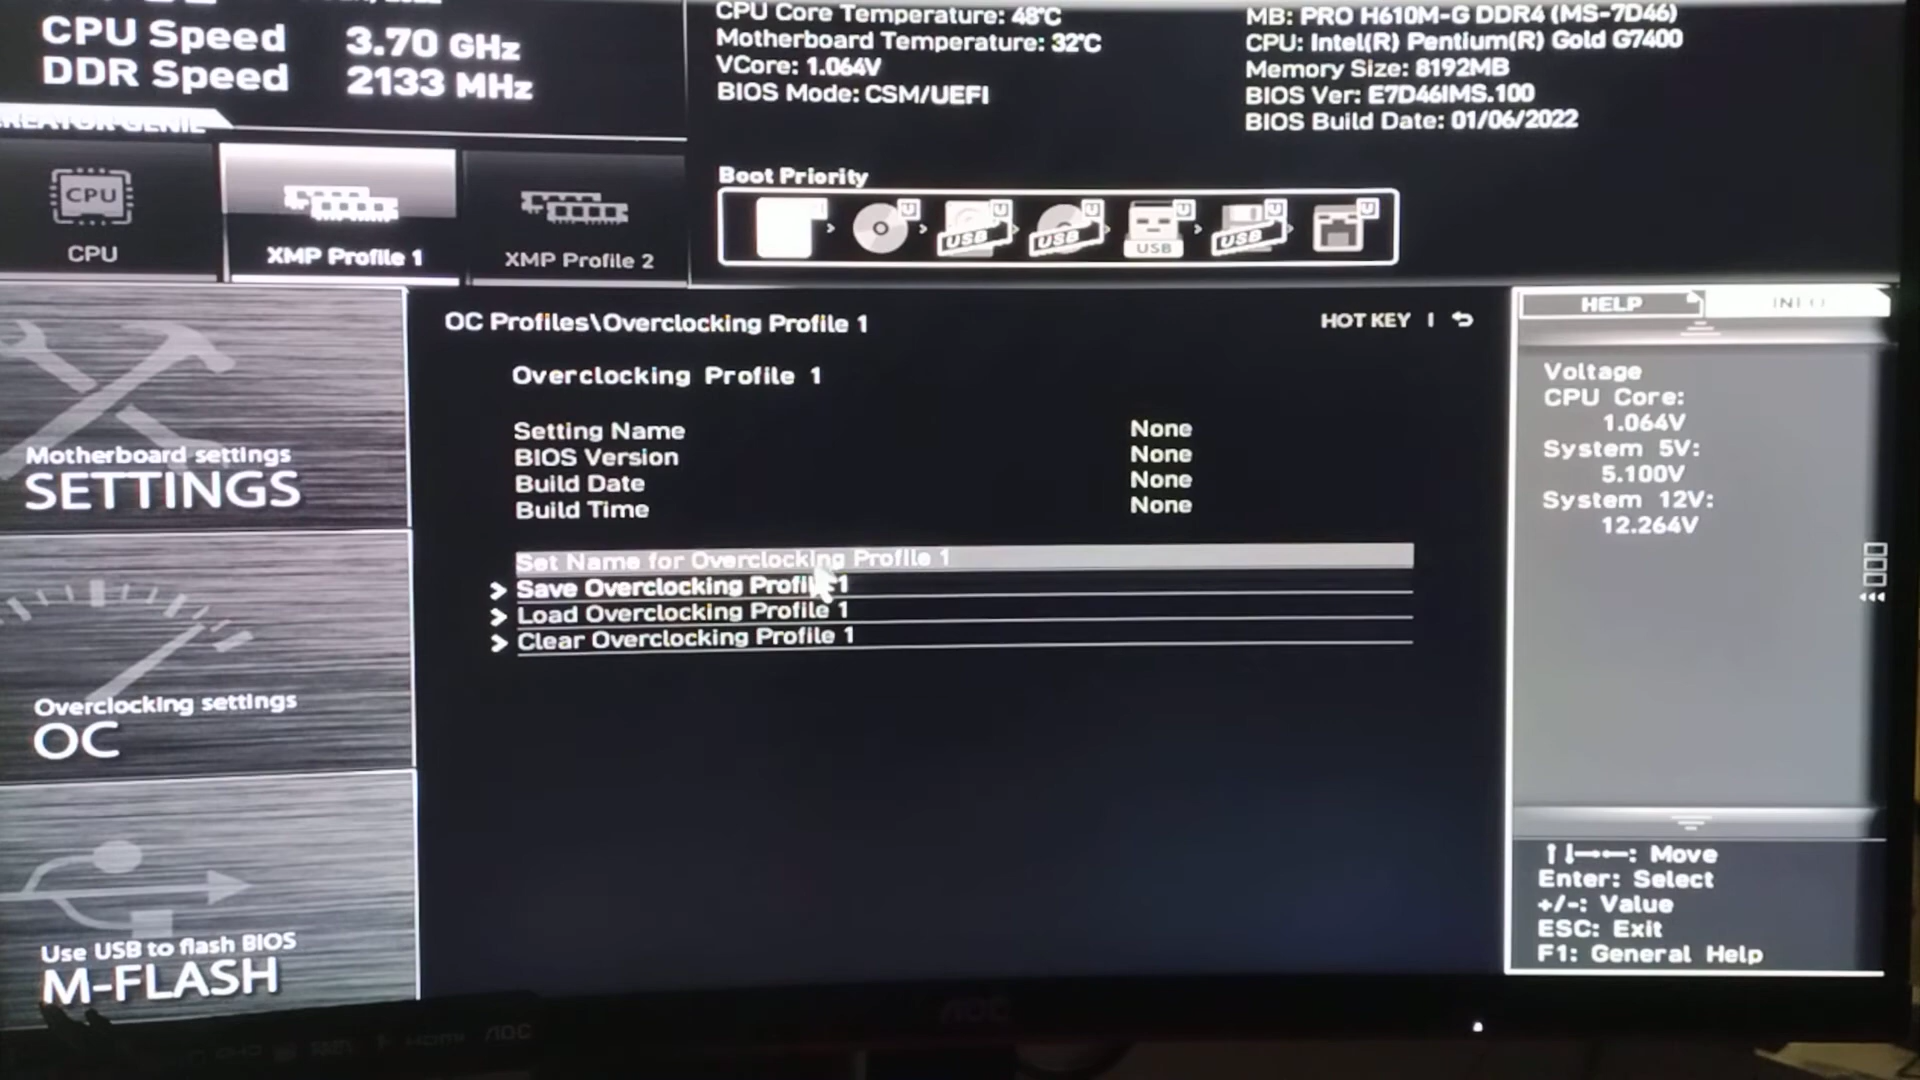 CPU Speed 3.70 GHz
DDR Speed 2133 MHz
CREATOR GENIE
CPU Core Temperature: 48°C
Motherboard Temperature: 32°C
VCore: 1.064V
BIOS Mode: CSM/UEFI
MB: PRO H610M-G DDR4 (MS-7D46)
CPU: Intel(R) Pentium(R) Gold G7400
Memory Size: 8192MB
BIOS Ver: E7D46IMS.100
BIOS Build Date: 01/06/2022
CPU
CPU
XMP Profile 1
XMP Profile 2
Boot Priority
U U U U U U
USB USB USB USB
Motherboard settings
SETTINGS
Overclocking settings
OC
Use USB to flash BIOS
M-FLASH
OC Profiles\Overclocking Profile 1
HOT KEY |
Overclocking Profile 1
Setting Name None
BIOS Version None
Build Date None
Build Time None
Set Name for Overclocking Profile 1
> Save Overclocking Profile 1
> Load Overclocking Profile 1
> Clear Overclocking Profile 1
HELP
INFO
Voltage
CPU Core:
1.064V
System 5V:
5.100V
System 12V:
12.264V
↑↓→←: Move
Enter: Select
+/-: Value
ESC: Exit
F1: General Help
AOC
HDMI AOC